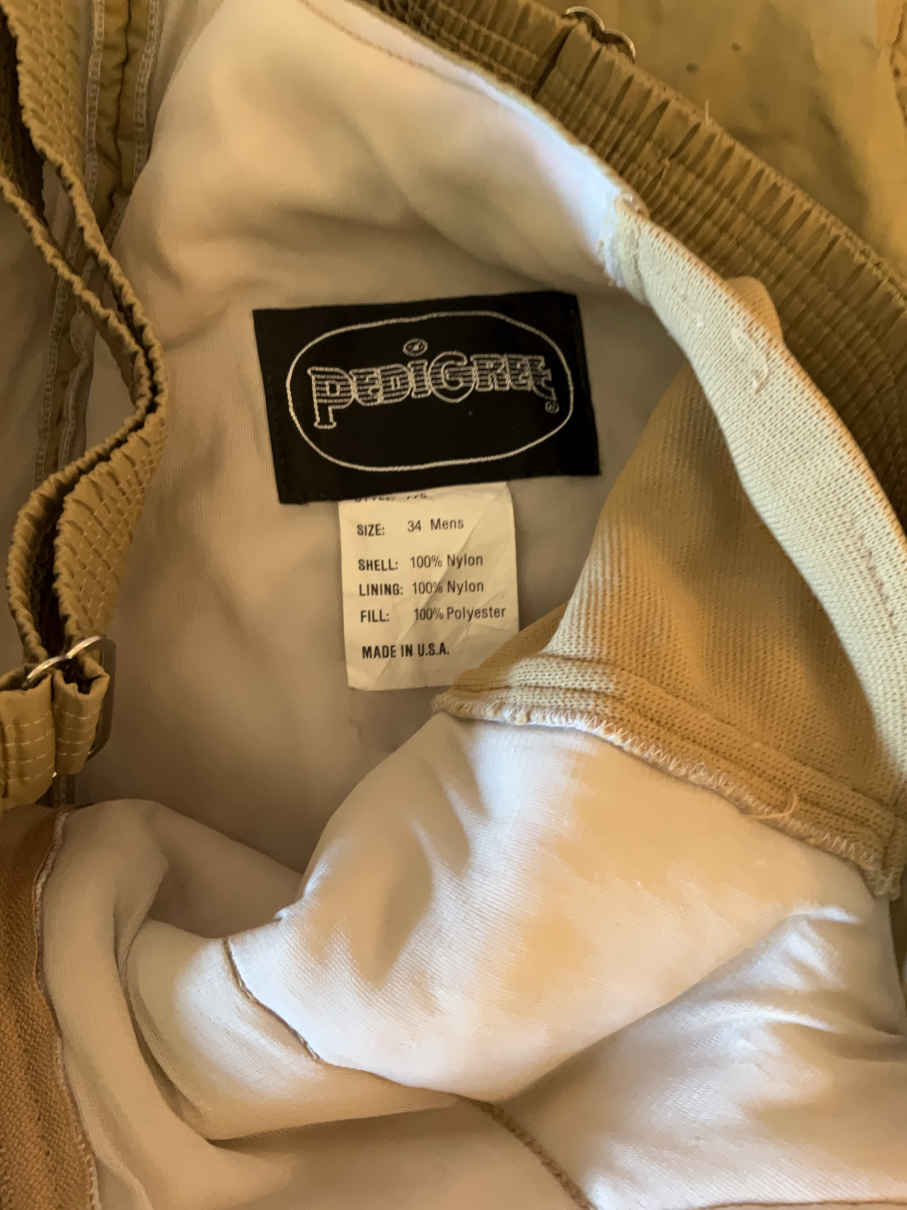 PEDIGREE
®
SIZE: 34 Mens
SHELL: 100% Nylon
LINING: 100% Nylon
FILL: 100% Polyester
MADE IN U.S.A.